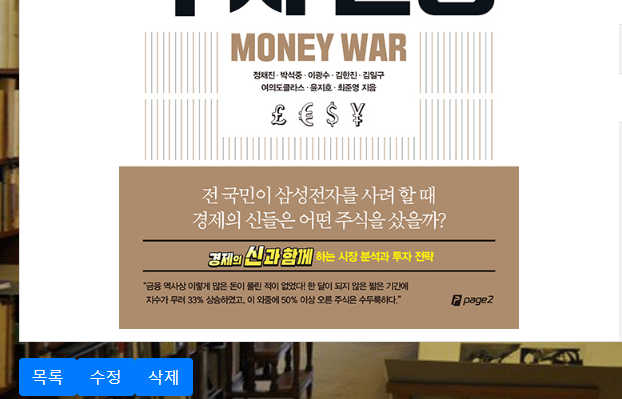 MONEY WAR
정채진 · 박석중 · 이광수 · 김한진 · 김일구
여의도클라스 · 윤지호 · 최준영 지음
£ € $ ¥
전 국민이 삼성전자를 사려 할 때
경제의 신들은 어떤 주식을 샀을까?
경제의 신과함께 하는 시장 분석과 투자 전략
“금융 역사상 이렇게 많은 돈이 풀린 적이 없었다! 한 달이 되지 않은 짧은 기간에
지수가 무려 33% 상승하였고, 이 와중에 50% 이상 오른 주식은 수두룩하다.”
page2
목록 수정 삭제